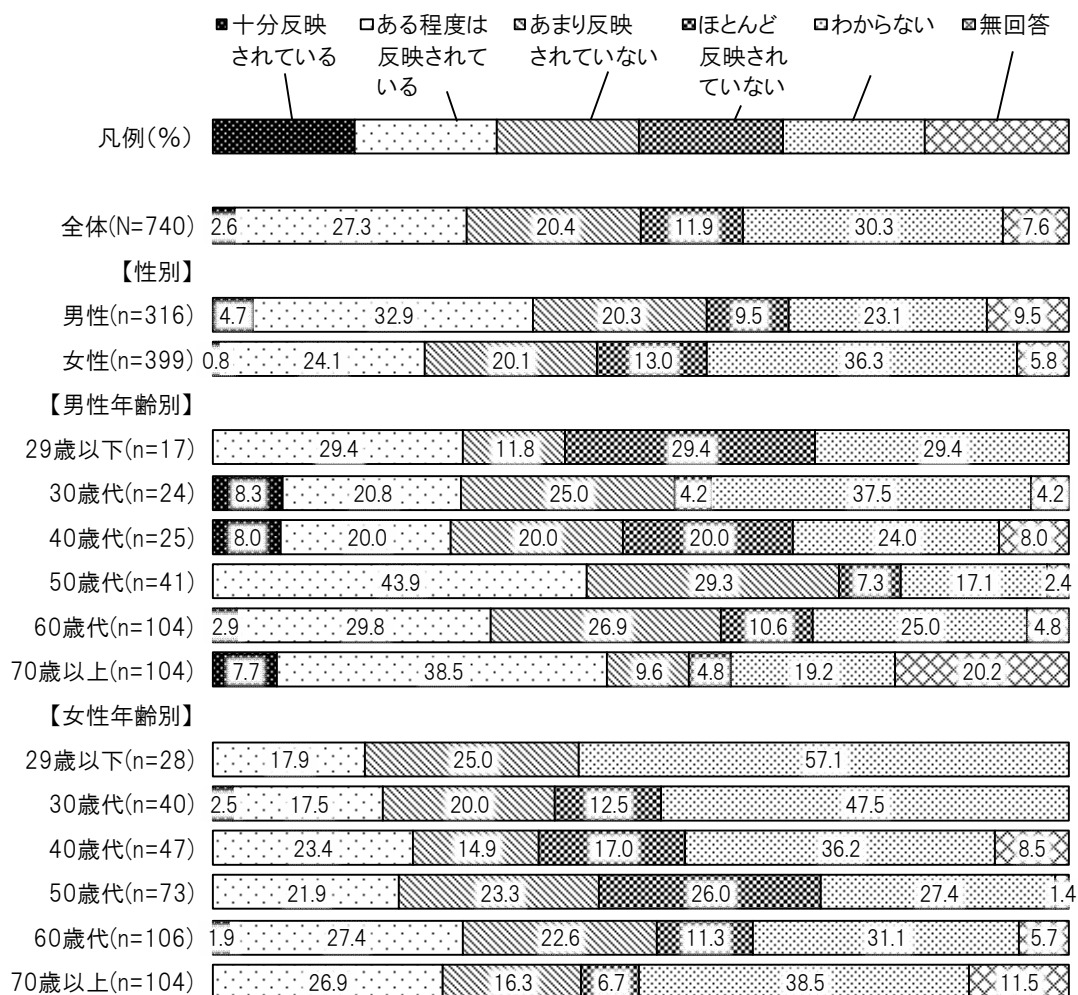 ■十分反映されている □ある程度は反映されている ▧あまり反映されていない ▩ほとんど反映されていない □わからない ▩無回答
凡例(%)
全体(N=740) 2.6 27.3 20.4 11.9 30.3 7.6
【性別】
男性(n=316) 4.7 32.9 20.3 9.5 23.1 9.5
女性(n=399) 0.8 24.1 20.1 13.0 36.3 5.8
【男性年齢別】
29歳以下(n=17) 29.4 11.8 29.4 29.4
30歳代(n=24) 8.3 20.8 25.0 4.2 37.5 4.2
40歳代(n=25) 8.0 20.0 20.0 20.0 24.0 8.0
50歳代(n=41) 43.9 29.3 7.3 17.1 2.4
60歳代(n=104) 2.9 29.8 26.9 10.6 25.0 4.8
70歳以上(n=104) 7.7 38.5 9.6 4.8 19.2 20.2
【女性年齢別】
29歳以下(n=28) 17.9 25.0 57.1
30歳代(n=40) 2.5 17.5 20.0 12.5 47.5
40歳代(n=47) 23.4 14.9 17.0 36.2 8.5
50歳代(n=73) 21.9 23.3 26.0 27.4 1.4
60歳代(n=106) 1.9 27.4 22.6 11.3 31.1 5.7
70歳以上(n=104) 26.9 16.3 6.7 38.5 11.5